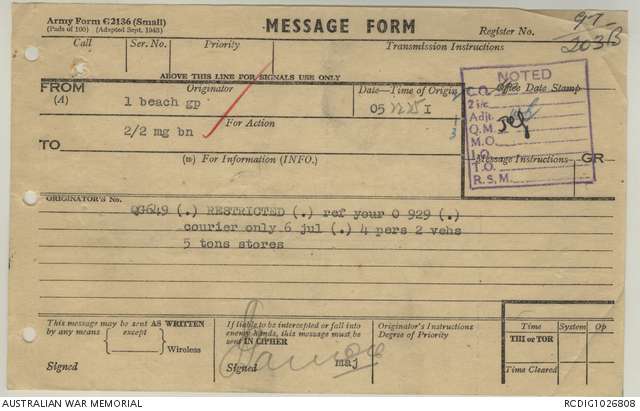 Army Form C2136 (Small)
(Pads of 100) (Adopted Sept. 1943)
MESSAGE FORM
Register No.
97
203B
Call
Ser. No.
Priority
Transmission Instructions
ABOVE THIS LINE FOR SIGNALS USE ONLY
FROM
(A)
Originator
1 beach gp
Date—Time of Origin
Office Date Stamp
NOTED
C.O.
2 i/c
Adjt.
Q.M.
M.O.
I.O.
T.O.
R.S.M.
TO
For Action
2/2 mg bn
(W) For Information (INFO.)
Message Instructions
GR
ORIGINATOR'S No.
QG649 (.) RESTRICTED (.) ref your O 929 (.)
courier only 6 jul (.) 4 pers 2 vehs
5 tons stores
This message may be sent AS WRITTEN
by any means
except
Wireless
Signed
If liable to be intercepted or fall into
enemy hands, this message must be
sent IN CIPHER
Signed
maj
Originator's Instructions
Degree of Priority
Time
System
Op
THI or TOR
Time Cleared
AUSTRALIAN WAR MEMORIAL
RCDIG1026808